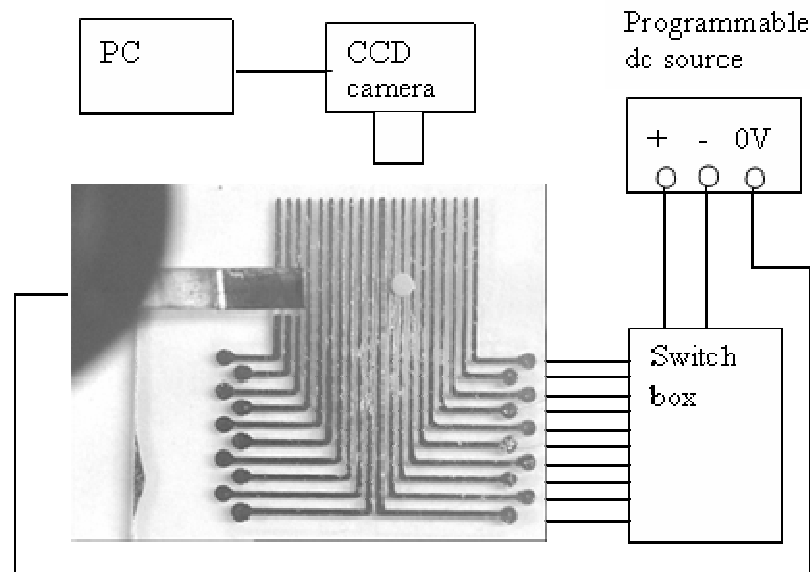 PC
CCD
camera
Programmable
dc source
+ - 0V
Switch
box